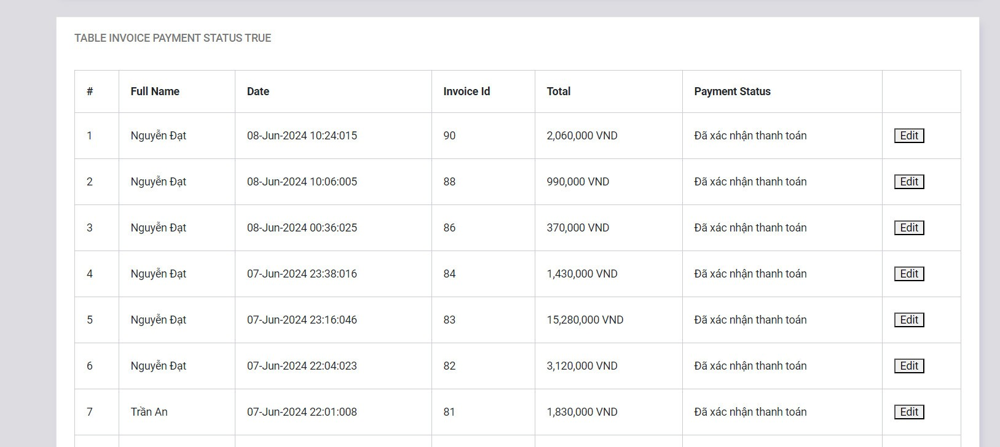 TABLE INVOICE PAYMENT STATUS TRUE
# Full Name Date Invoice Id Total Payment Status
1 Nguyễn Đạt 08-Jun-2024 10:24:015 90 2,060,000 VND Đã xác nhận thanh toán Edit
2 Nguyễn Đạt 08-Jun-2024 10:06:005 88 990,000 VND Đã xác nhận thanh toán Edit
3 Nguyễn Đạt 08-Jun-2024 00:36:025 86 370,000 VND Đã xác nhận thanh toán Edit
4 Nguyễn Đạt 07-Jun-2024 23:38:016 84 1,430,000 VND Đã xác nhận thanh toán Edit
5 Nguyễn Đạt 07-Jun-2024 23:16:046 83 15,280,000 VND Đã xác nhận thanh toán Edit
6 Nguyễn Đạt 07-Jun-2024 22:04:023 82 3,120,000 VND Đã xác nhận thanh toán Edit
7 Trần An 07-Jun-2024 22:01:008 81 1,830,000 VND Đã xác nhận thanh toán Edit